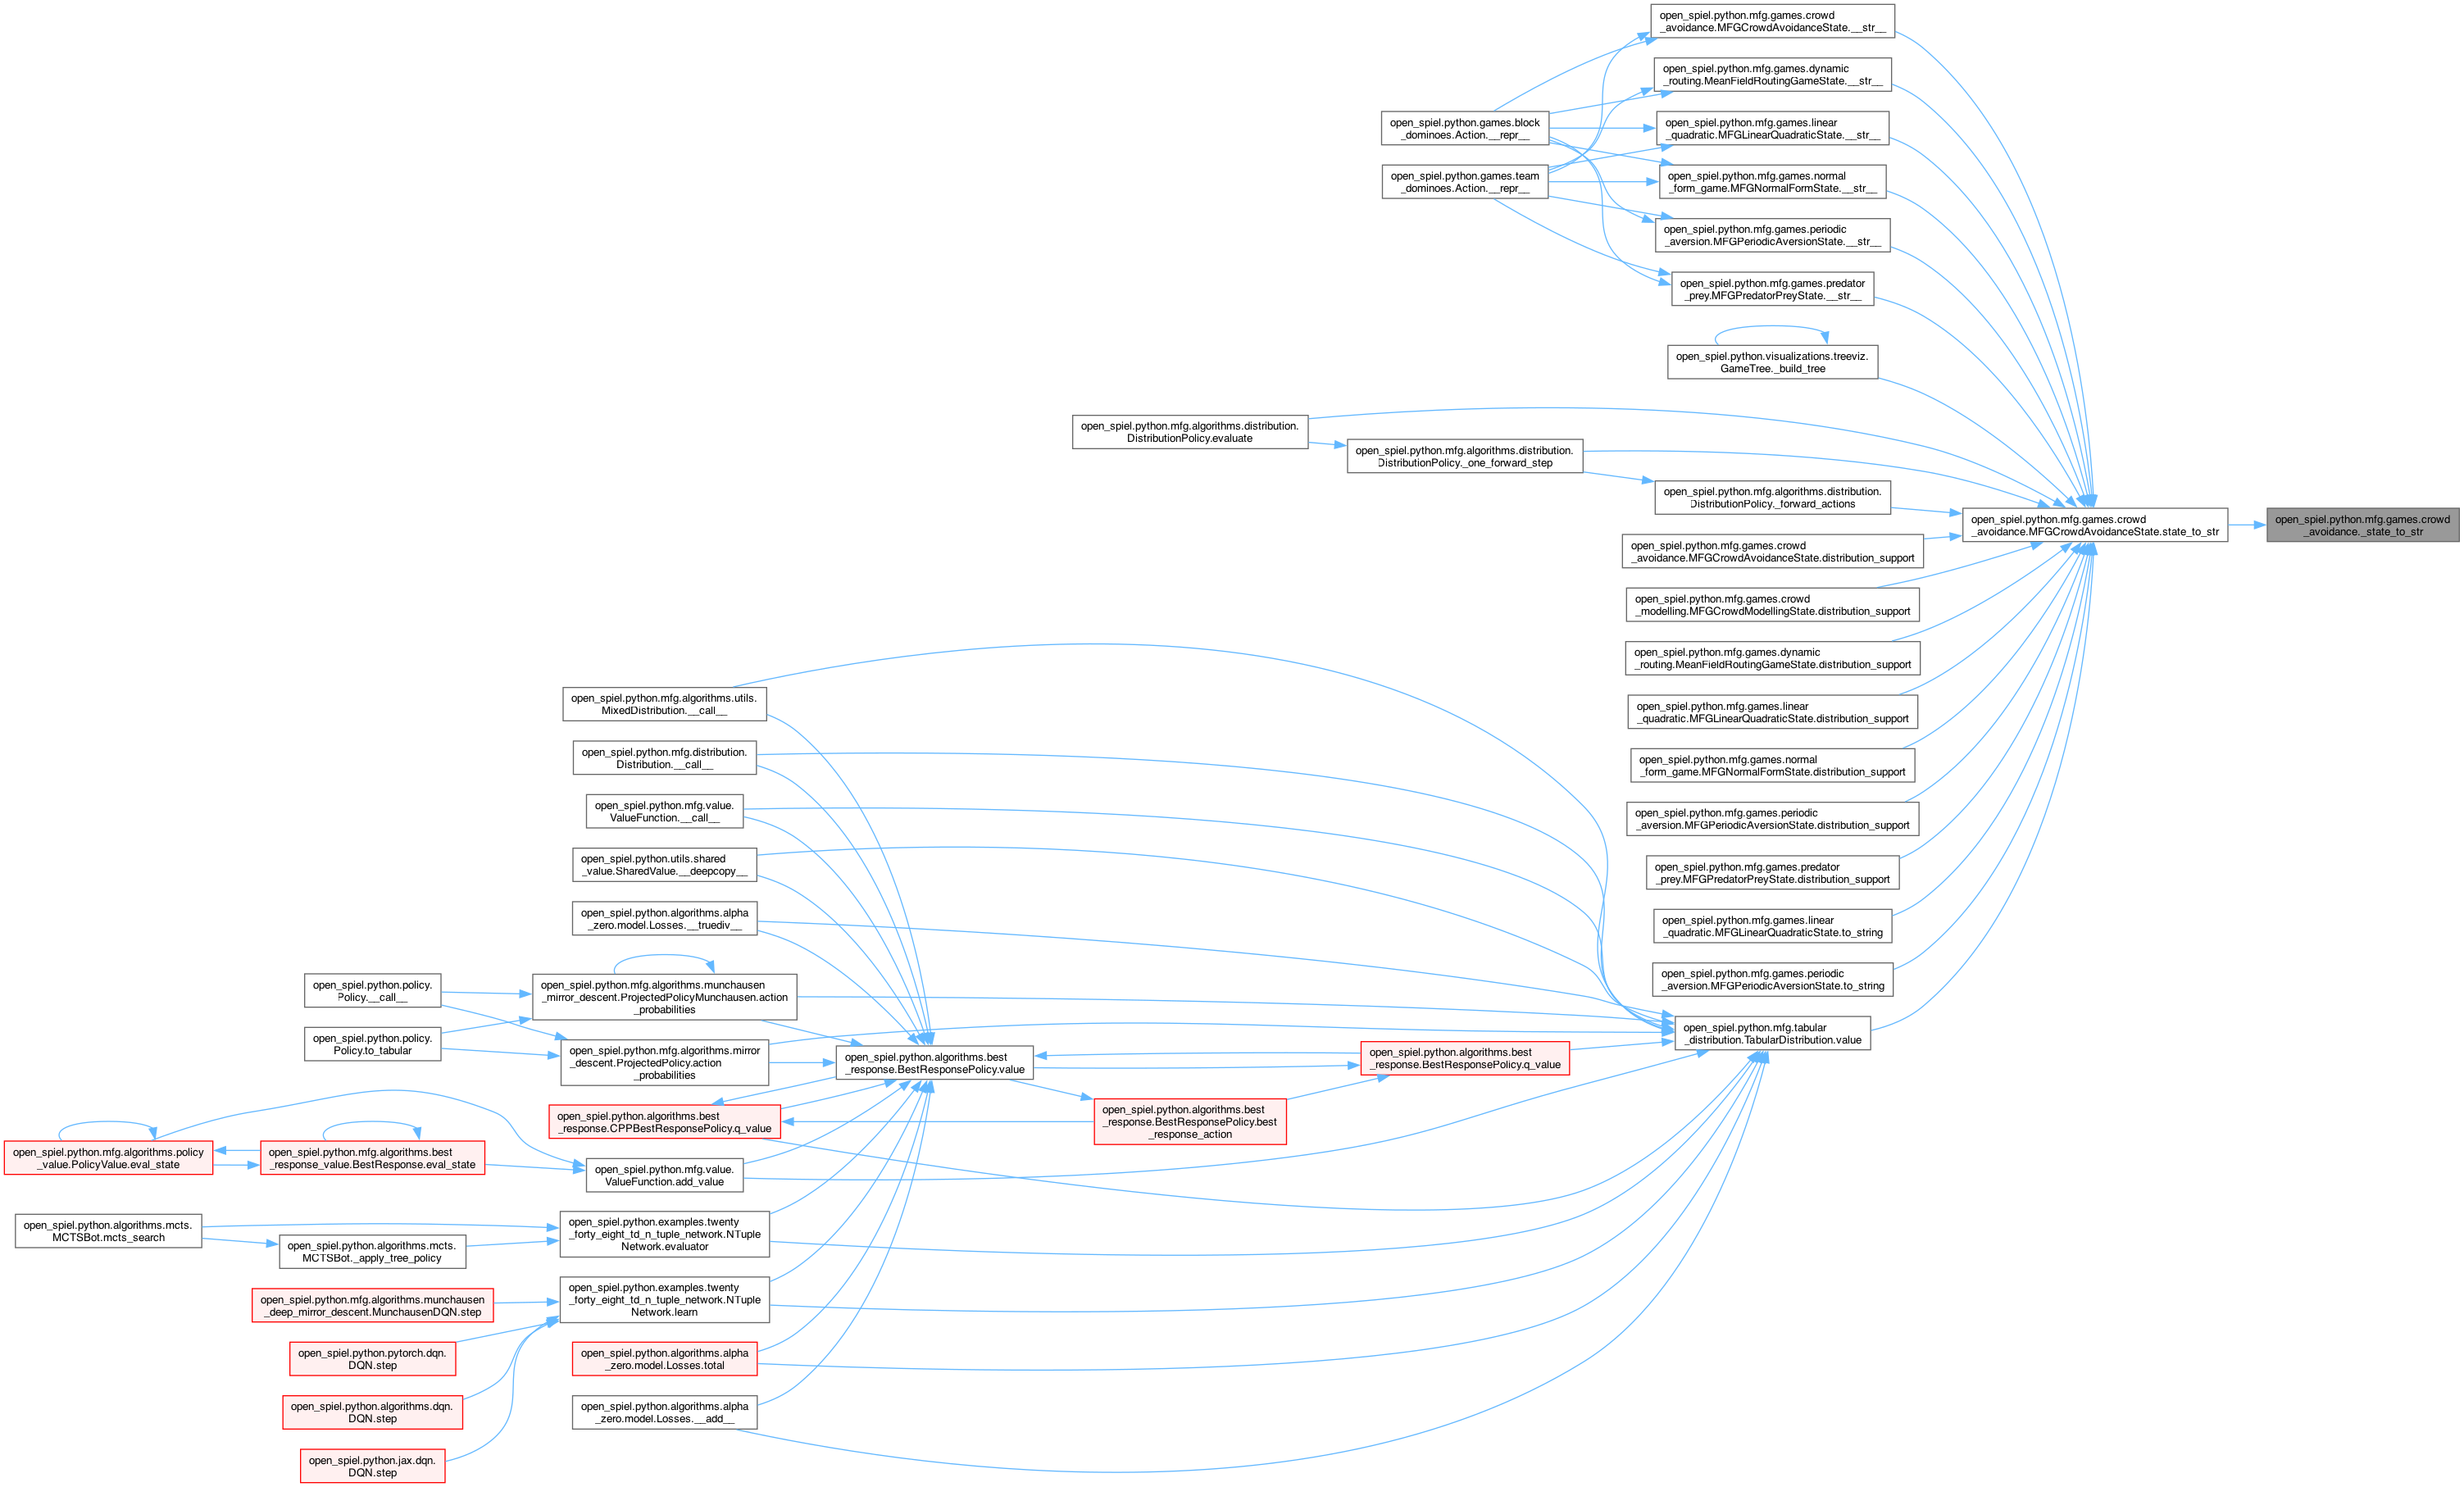 open_spiel.python.mfg.games.crowd
_avoidance.MFGCrowdAvoidanceState.__str__
open_spiel.python.mfg.games.dynamic
_routing.MeanFieldRoutingGameState.__str__
open_spiel.python.games.block
_dominoes.Action.__repr__
open_spiel.python.mfg.games.linear
_quadratic.MFGLinearQuadraticState.__str__
open_spiel.python.games.team
_dominoes.Action.__repr__
open_spiel.python.mfg.games.normal
_form_game.MFGNormalFormState.__str__
open_spiel.python.mfg.games.periodic
_aversion.MFGPeriodicAversionState.__str__
open_spiel.python.mfg.games.predator
_prey.MFGPredatorPreyState.__str__
open_spiel.python.visualizations.treeviz.
GameTree._build_tree
open_spiel.python.mfg.algorithms.distribution.
DistributionPolicy.evaluate
open_spiel.python.mfg.algorithms.distribution.
DistributionPolicy._one_forward_step
open_spiel.python.mfg.algorithms.distribution.
DistributionPolicy._forward_actions
open_spiel.python.mfg.games.crowd
_avoidance.MFGCrowdAvoidanceState.state_to_str
open_spiel.python.mfg.games.crowd
_avoidance._state_to_str
open_spiel.python.mfg.games.crowd
_avoidance.MFGCrowdAvoidanceState.distribution_support
open_spiel.python.mfg.games.crowd
_modelling.MFGCrowdModellingState.distribution_support
open_spiel.python.mfg.games.dynamic
_routing.MeanFieldRoutingGameState.distribution_support
open_spiel.python.mfg.games.linear
_quadratic.MFGLinearQuadraticState.distribution_support
open_spiel.python.mfg.games.normal
_form_game.MFGNormalFormState.distribution_support
open_spiel.python.mfg.games.periodic
_aversion.MFGPeriodicAversionState.distribution_support
open_spiel.python.mfg.games.predator
_prey.MFGPredatorPreyState.distribution_support
open_spiel.python.mfg.games.linear
_quadratic.MFGLinearQuadraticState.to_string
open_spiel.python.mfg.games.periodic
_aversion.MFGPeriodicAversionState.to_string
open_spiel.python.mfg.tabular
_distribution.TabularDistribution.value
open_spiel.python.mfg.algorithms.utils.
MixedDistribution.__call__
open_spiel.python.mfg.distribution.
Distribution.__call__
open_spiel.python.mfg.value.
ValueFunction.__call__
open_spiel.python.utils.shared
_value.SharedValue.__deepcopy__
open_spiel.python.algorithms.alpha
_zero.model.Losses.__truediv__
open_spiel.python.policy.
Policy.__call__
open_spiel.python.mfg.algorithms.munchausen
_mirror_descent.ProjectedPolicyMunchausen.action
_probabilities
open_spiel.python.policy.
Policy.to_tabular
open_spiel.python.mfg.algorithms.mirror
_descent.ProjectedPolicy.action
_probabilities
open_spiel.python.algorithms.best
_response.BestResponsePolicy.value
open_spiel.python.algorithms.best
_response.BestResponsePolicy.q_value
open_spiel.python.algorithms.best
_response.CPPBestResponsePolicy.q_value
open_spiel.python.algorithms.best
_response.BestResponsePolicy.best
_response_action
open_spiel.python.mfg.algorithms.policy
_value.PolicyValue.eval_state
open_spiel.python.mfg.algorithms.best
_response_value.BestResponse.eval_state
open_spiel.python.mfg.value.
ValueFunction.add_value
open_spiel.python.algorithms.mcts.
MCTSBot.mcts_search
open_spiel.python.algorithms.mcts.
MCTSBot._apply_tree_policy
open_spiel.python.examples.twenty
_forty_eight_td_n_tuple_network.NTuple
Network.evaluator
open_spiel.python.mfg.algorithms.munchausen
_deep_mirror_descent.MunchausenDQN.step
open_spiel.python.examples.twenty
_forty_eight_td_n_tuple_network.NTuple
Network.learn
open_spiel.python.pytorch.dqn.
DQN.step
open_spiel.python.algorithms.alpha
_zero.model.Losses.total
open_spiel.python.algorithms.dqn.
DQN.step
open_spiel.python.algorithms.alpha
_zero.model.Losses.__add__
open_spiel.python.jax.dqn.
DQN.step